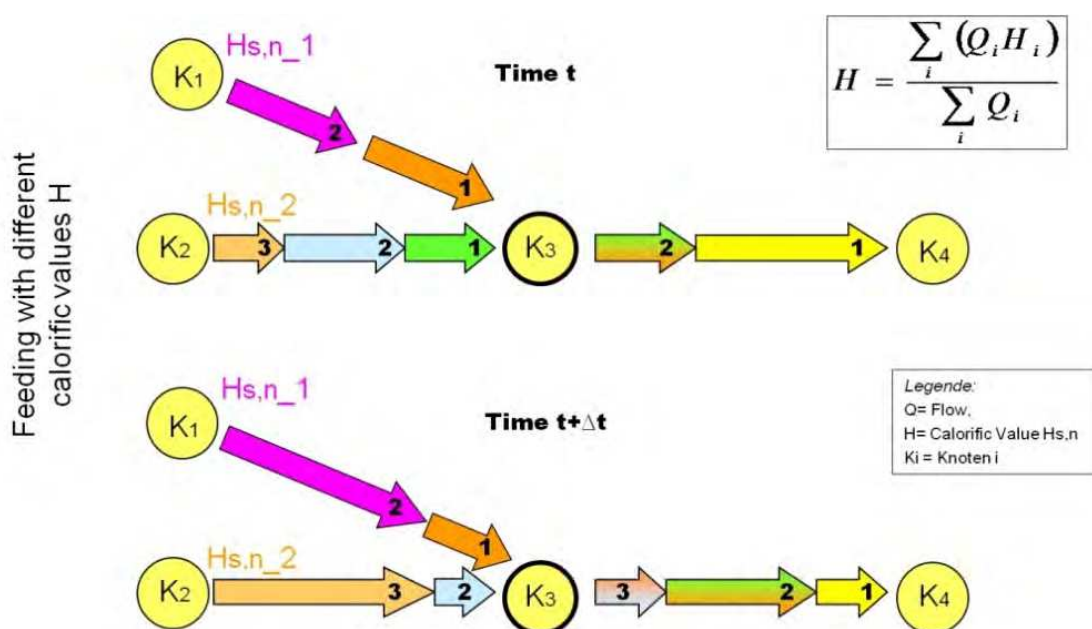 Feeding with different
calorific values H
Hs,n_1
K1
Time t
H = ∑i (QiHi) / ∑i Qi
2
1
Hs,n_2
K2
3
2
1
K3
2
1
K4
Hs,n_1
K1
Time t+∆t
Legende:
Q= Flow,
H= Calorific Value Hs,n
Ki = Knoten i
2
1
Hs,n_2
K2
3
2
K3
3
2
1
K4